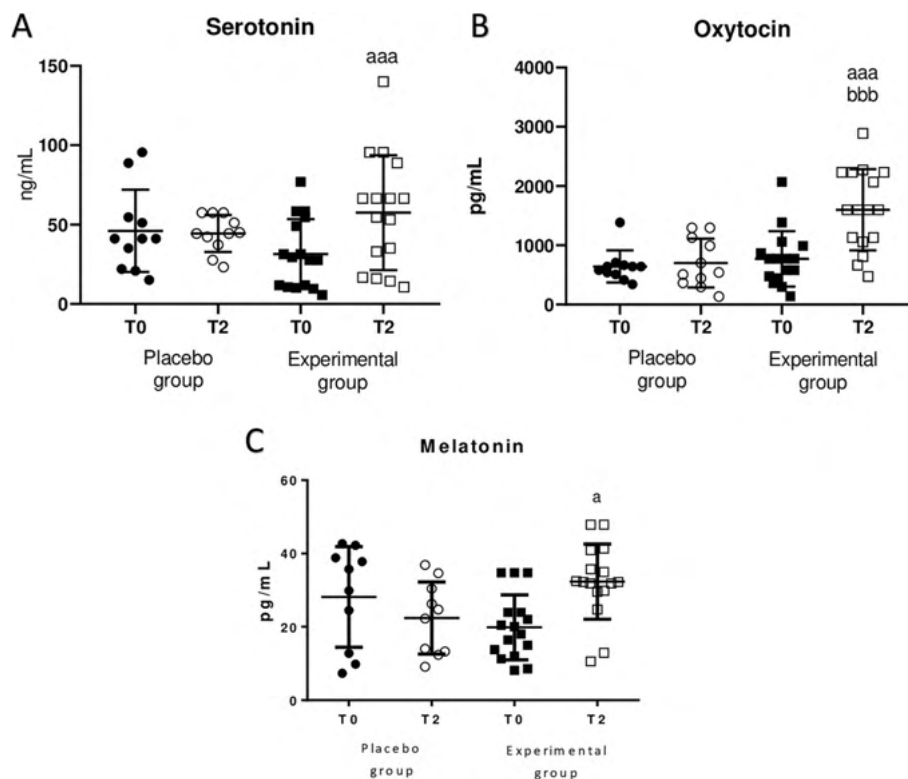 A
Serotonin
aaa
150
100
50
0
ng/mL
T0
T2
T0
T2
Placebo
group
Experimental
group
B
Oxytocin
aaa
bbb
4000
3000
2000
1000
0
pg/mL
T0
T2
T0
T2
Placebo
group
Experimental
group
C
Melatonin
a
60
40
20
0
pg/mL
T0
T2
T0
T2
Placebo
group
Experimental
group